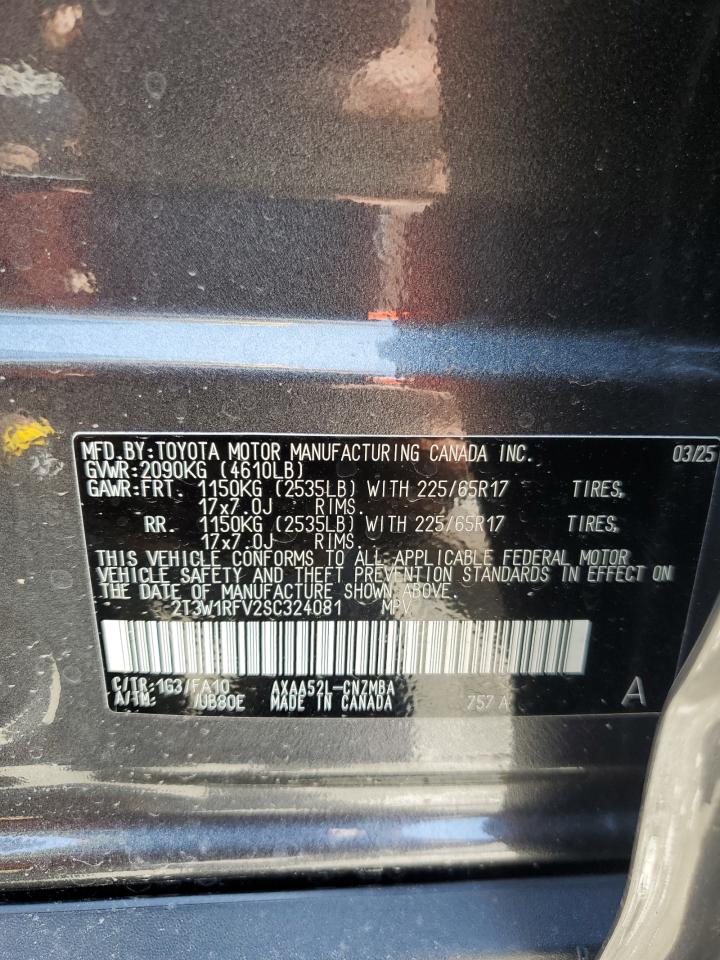 MFD.BY:TOYOTA MOTOR MANUFACTURING CANADA INC. 03/25
GVWR:2090KG (4610LB)
GAWR:FRT. 1150KG (2535LB) WITH 225/65R17 TIRES,
17x7.0J RIMS.
RR. 1150KG (2535LB) WITH 225/65R17 TIRES,
17x7.0J RIMS.
THIS VEHICLE CONFORMS TO ALL APPLICABLE FEDERAL MOTOR
VEHICLE SAFETY AND THEFT PREVENTION STANDARDS IN EFFECT ON
THE DATE OF MANUFACTURE SHOWN ABOVE.
2T3W1RFV2SC324081 MPV
C/TR:1G3/FA10 AXAA52L-CNZMBA
A/TM: /UB80E MADE IN CANADA 757 A A